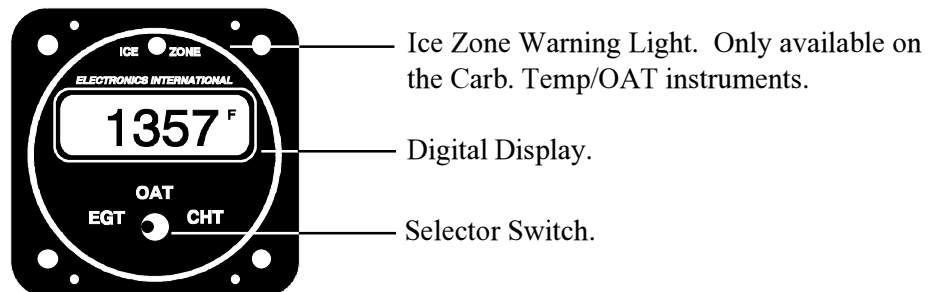 ICE ZONE
Ice Zone Warning Light. Only available on
the Carb. Temp/OAT instruments.
ELECTRONICS INTERNATIONAL
1357 F
Digital Display.
OAT
EGT CHT
Selector Switch.